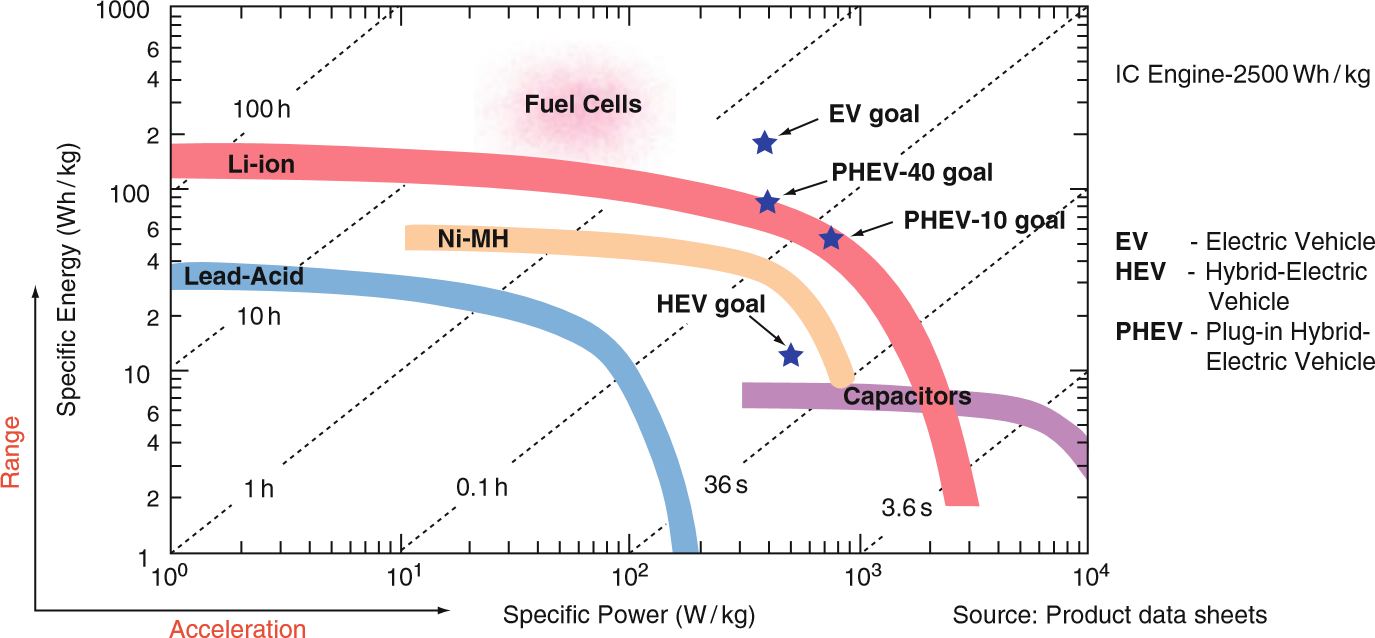 1000
6
4
2
100
6
4
2
10
6
4
2
1
Specific Energy (Wh/kg)
Range
Acceleration
10⁰
10¹
10²
10³
10⁴
Specific Power (W/kg)
Source: Product data sheets
100 h
10 h
1 h
0.1 h
36 s
3.6 s
Fuel Cells
Li-ion
Ni-MH
Lead-Acid
Capacitors
EV goal
PHEV-40 goal
PHEV-10 goal
HEV goal
IC Engine-2500 Wh/kg
EV - Electric Vehicle
HEV - Hybrid-Electric
Vehicle
PHEV - Plug-in Hybrid-
Electric Vehicle